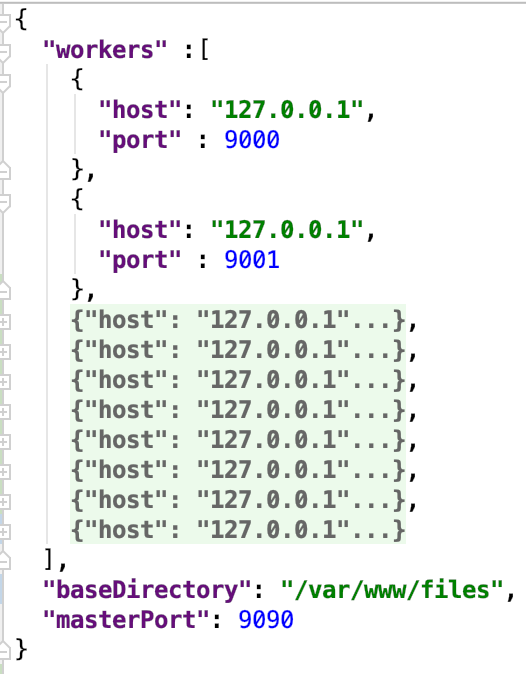 {
"workers" :[
{
"host": "127.0.0.1",
"port" : 9000
},
{
"host": "127.0.0.1",
"port" : 9001
},
{"host": "127.0.0.1"...},
{"host": "127.0.0.1"...},
{"host": "127.0.0.1"...},
{"host": "127.0.0.1"...},
{"host": "127.0.0.1"...},
{"host": "127.0.0.1"...},
{"host": "127.0.0.1"...},
{"host": "127.0.0.1"...}
],
"baseDirectory": "/var/www/files",
"masterPort": 9090
}